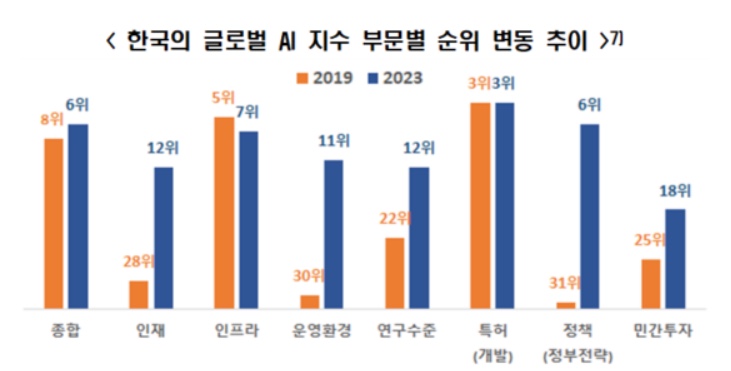 < 한국의 글로벌 AI 지수 부문별 순위 변동 추이 >7)
2019 2023
8위 6위 28위 12위 5위 7위 30위 11위 22위 12위 3위 3위 31위 6위 25위 18위
종합 인재 인프라 운영환경 연구수준 특허 정책 민간투자
(개발) (정부전략)